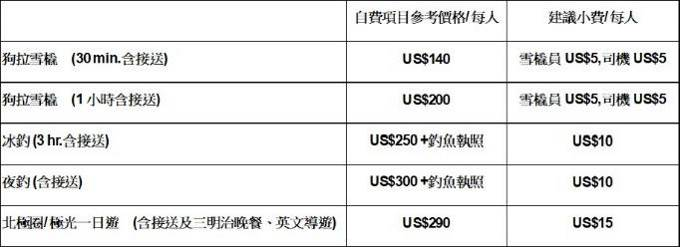 自費項目參考價格/每人 建議小費/每人
狗拉雪橇 (30 min.含接送) US$140 雪橇員 US$5,司機 US$5
狗拉雪橇 (1 小時含接送) US$200 雪橇員 US$5,司機 US$5
冰釣 (3 hr.含接送) US$250 +釣魚執照 US$10
夜釣 (含接送) US$300 +釣魚執照 US$10
北極圈/極光一日遊 (含接送及三明治晚餐、英文導遊) US$290 US$15